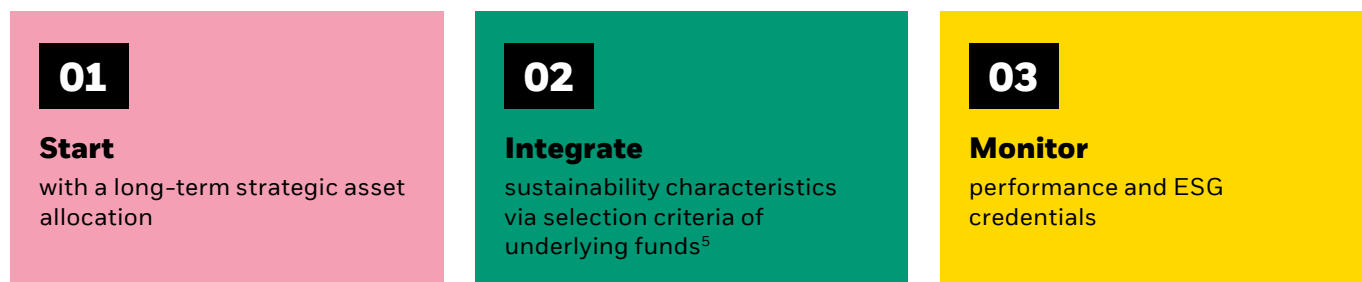 01
Start
with a long-term strategic asset
allocation
02
Integrate
sustainability characteristics
via selection criteria of
underlying funds⁵
03
Monitor
performance and ESG
credentials